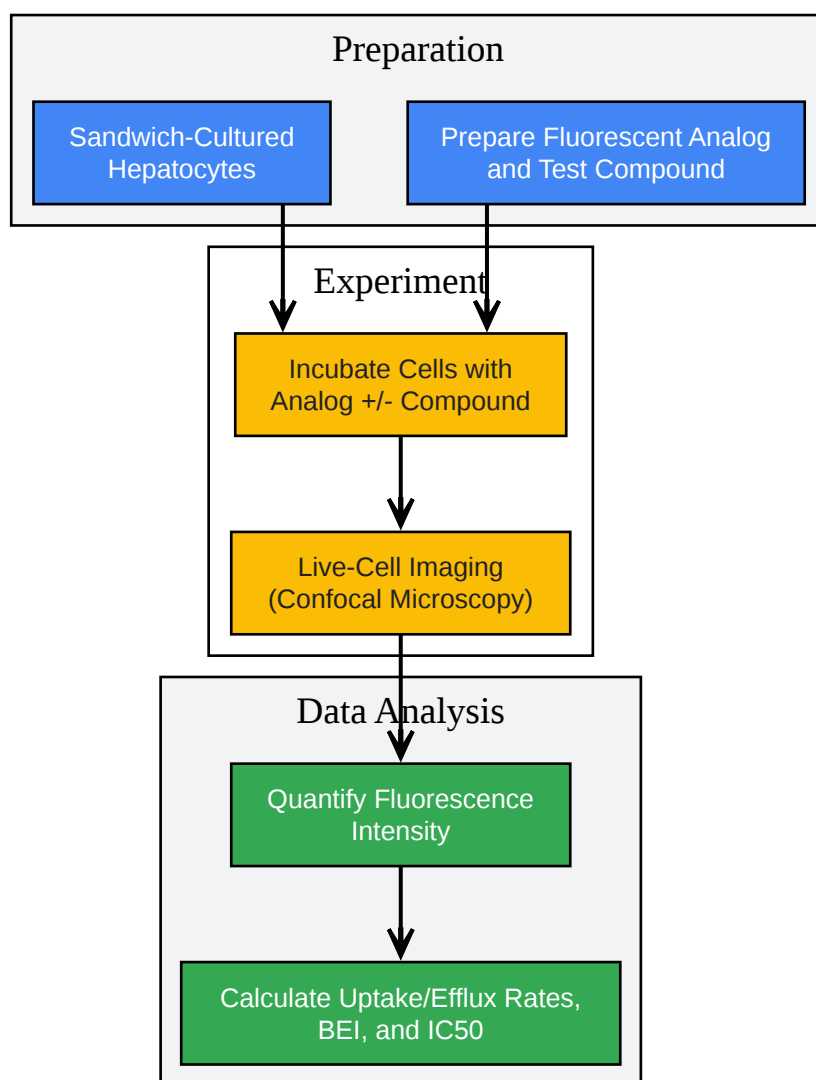 Preparation
Sandwich-Cultured
Hepatocytes
Prepare Fluorescent Analog
and Test Compound
Experiment
Incubate Cells with
Analog +/- Compound
Live-Cell Imaging
(Confocal Microscopy)
Data Analysis
Quantify Fluorescence
Intensity
Calculate Uptake/Efflux Rates,
BEI, and IC50